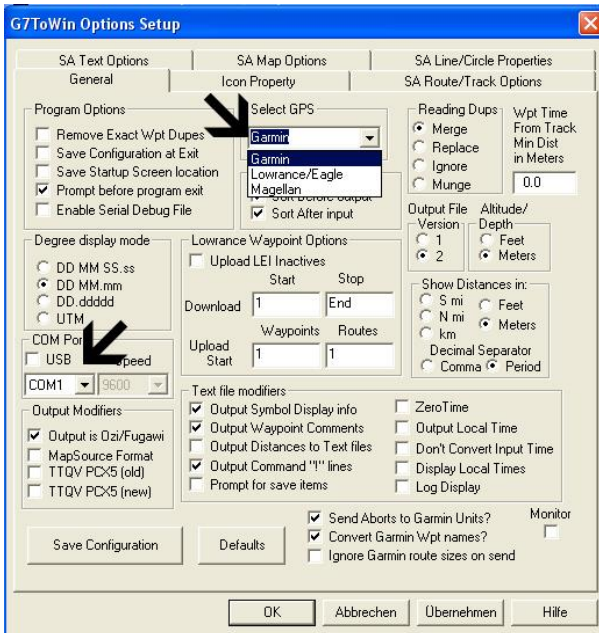 G7ToWin Options Setup
SA Text Options
SA Map Options
SA Line/Circle Properties
General
Icon Property
SA Route/Track Options
Program Options
Remove Exact Wpt Dupes
Save Configuration at Exit
Save Startup Screen location
Prompt before program exit
Enable Serial Debug File
Select GPS
Garmin
Garmin
Lowrance/Eagle
Magellan
Sort Before output
Sort After input
Reading Dups
Merge
Replace
Ignore
Munge
Wpt Time
From Track
Min Dist
in Meters
0.0
Output File
Version
1
2
Altitude/
Depth
Feet
Meters
Degree display mode
DD MM SS.ss
DD MM.mm
DD.ddddd
UTM
Lowrance Waypoint Options
Upload LEI Inactives
Start
Stop
Download
1
End
Waypoints
Routes
Upload
Start
1
1
Show Distances in:
S mi
N mi
km
Feet
Meters
Decimal Separator
Comma
Period
COM Por
USB
peed
COM1
9600
Output Modifiers
Output is Ozi/Fugawi
MapSource Format
TTQV PCX5 (old)
TTQV PCX5 (new)
Text file modifiers
Output Symbol Display info
Output Waypoint Comments
Output Distances to Text files
Output Command "!" lines
Prompt for save items
ZeroTime
Output Local Time
Don't Convert Input Time
Display Local Times
Log Display
Save Configuration
Defaults
Send Aborts to Garmin Units?
Convert Garmin Wpt names?
Ignore Garmin route sizes on send
Monitor
OK
Abbrechen
Übernehmen
Hilfe